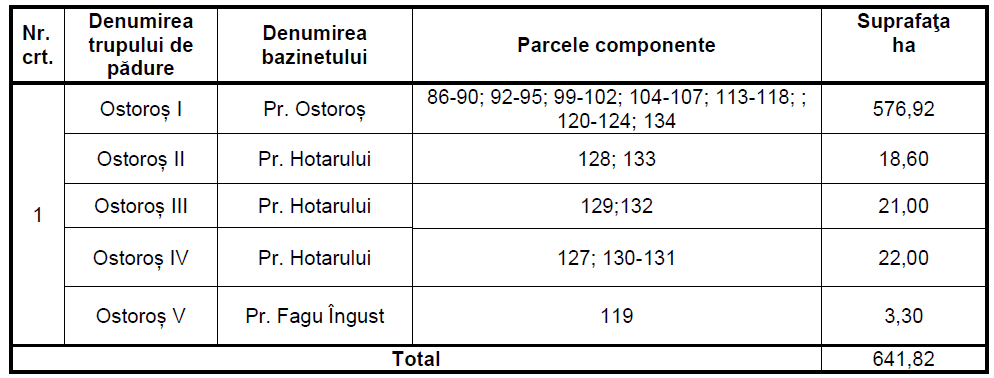 Nr. crt.
Denumirea trupului de pădure
Denumirea bazinetului
Parcele componente
Suprafaţa ha
1
Ostoroș I
Pr. Ostoroș
86-90; 92-95; 99-102; 104-107; 113-118; ;
120-124; 134
576,92
Ostoroș II
Pr. Hotarului
128; 133
18,60
Ostoroș III
Pr. Hotarului
129;132
21,00
Ostoroș IV
Pr. Hotarului
127; 130-131
22,00
Ostoroș V
Pr. Fagu Îngust
119
3,30
Total
641,82